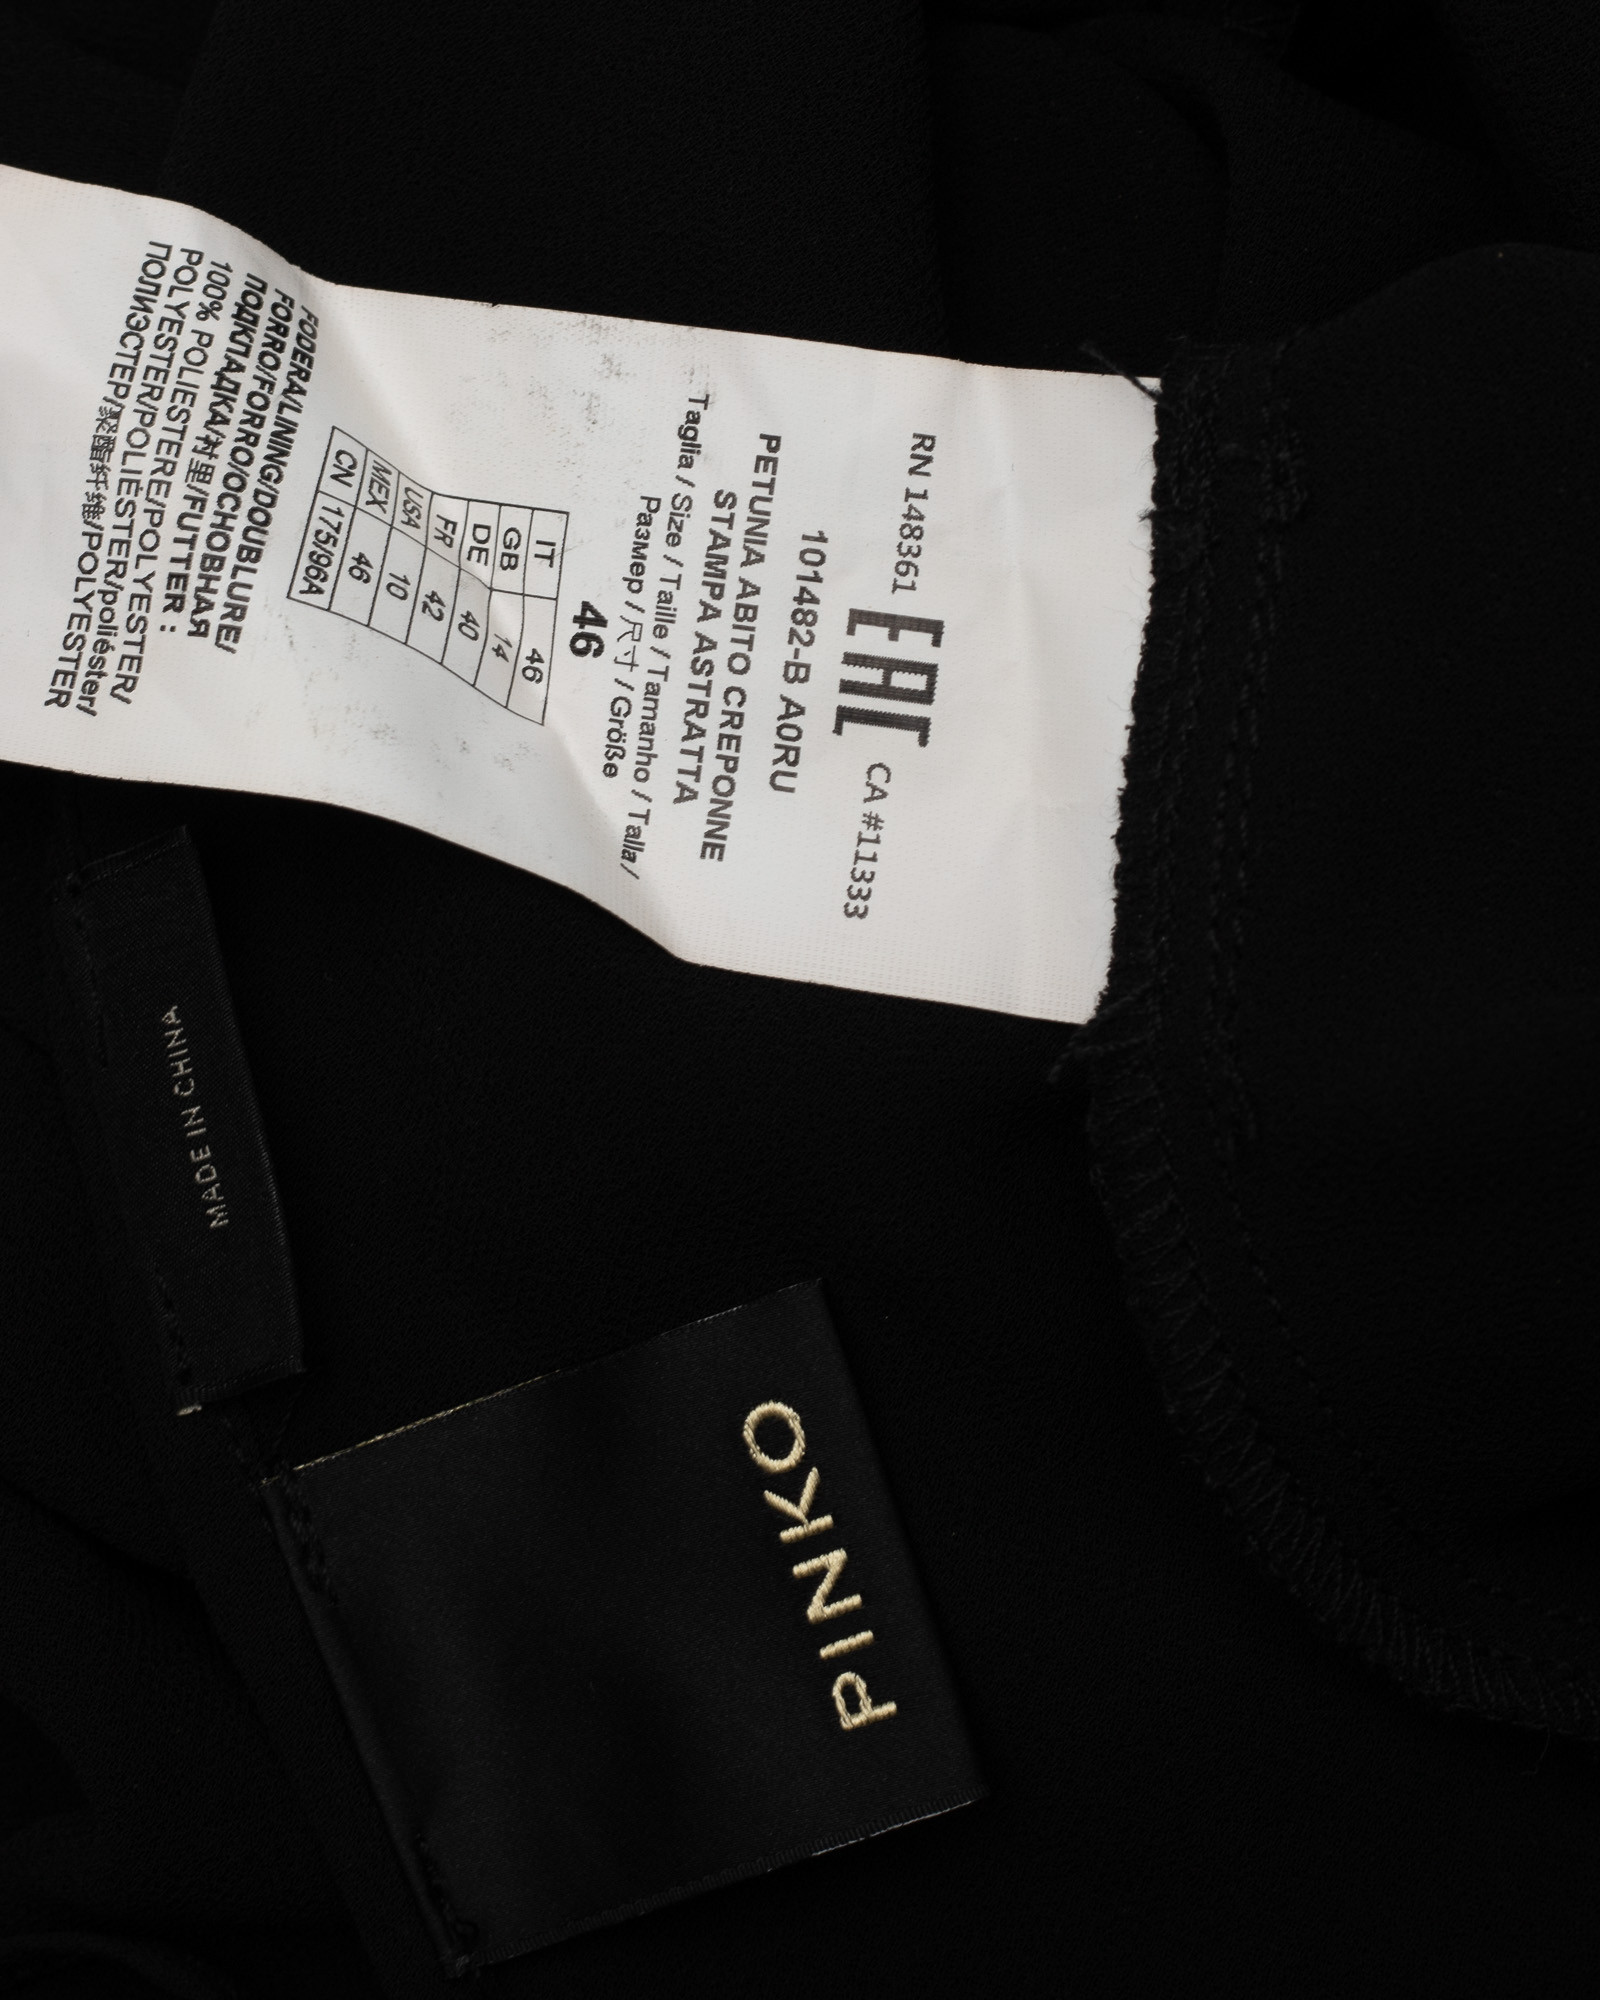 RN 148361 EAC CA #11333
101482-B A0RU
PETUNIA ABITO CREPONNE
STAMPA ASTRATTA
Taglia / Size / Taille / Tamanho / Talla /
Размер / 尺寸 / Größe
46
IT 46
GB 14
DE 40
FR 42
USA 10
MEX 46
CN 175/96A
FODERA/LINING/DOUBLURE/
FORRO/FORRO/ОСНОВНАЯ
ПОДКЛАДКА/衬里/FUTTER :
100% POLIESTERE/POLYESTER/
POLYESTER/POLIÉSTER/poliéster/
ПОЛИЭСТЕР/聚酯纤维/POLYESTER
MADE IN CHINA
PINKO